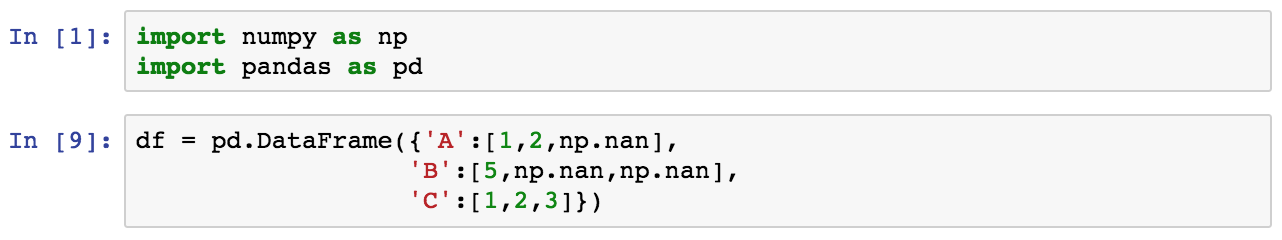 In [1]: import numpy as np
import pandas as pd
In [9]: df = pd.DataFrame({'A':[1,2,np.nan],
'B':[5,np.nan,np.nan],
'C':[1,2,3]})